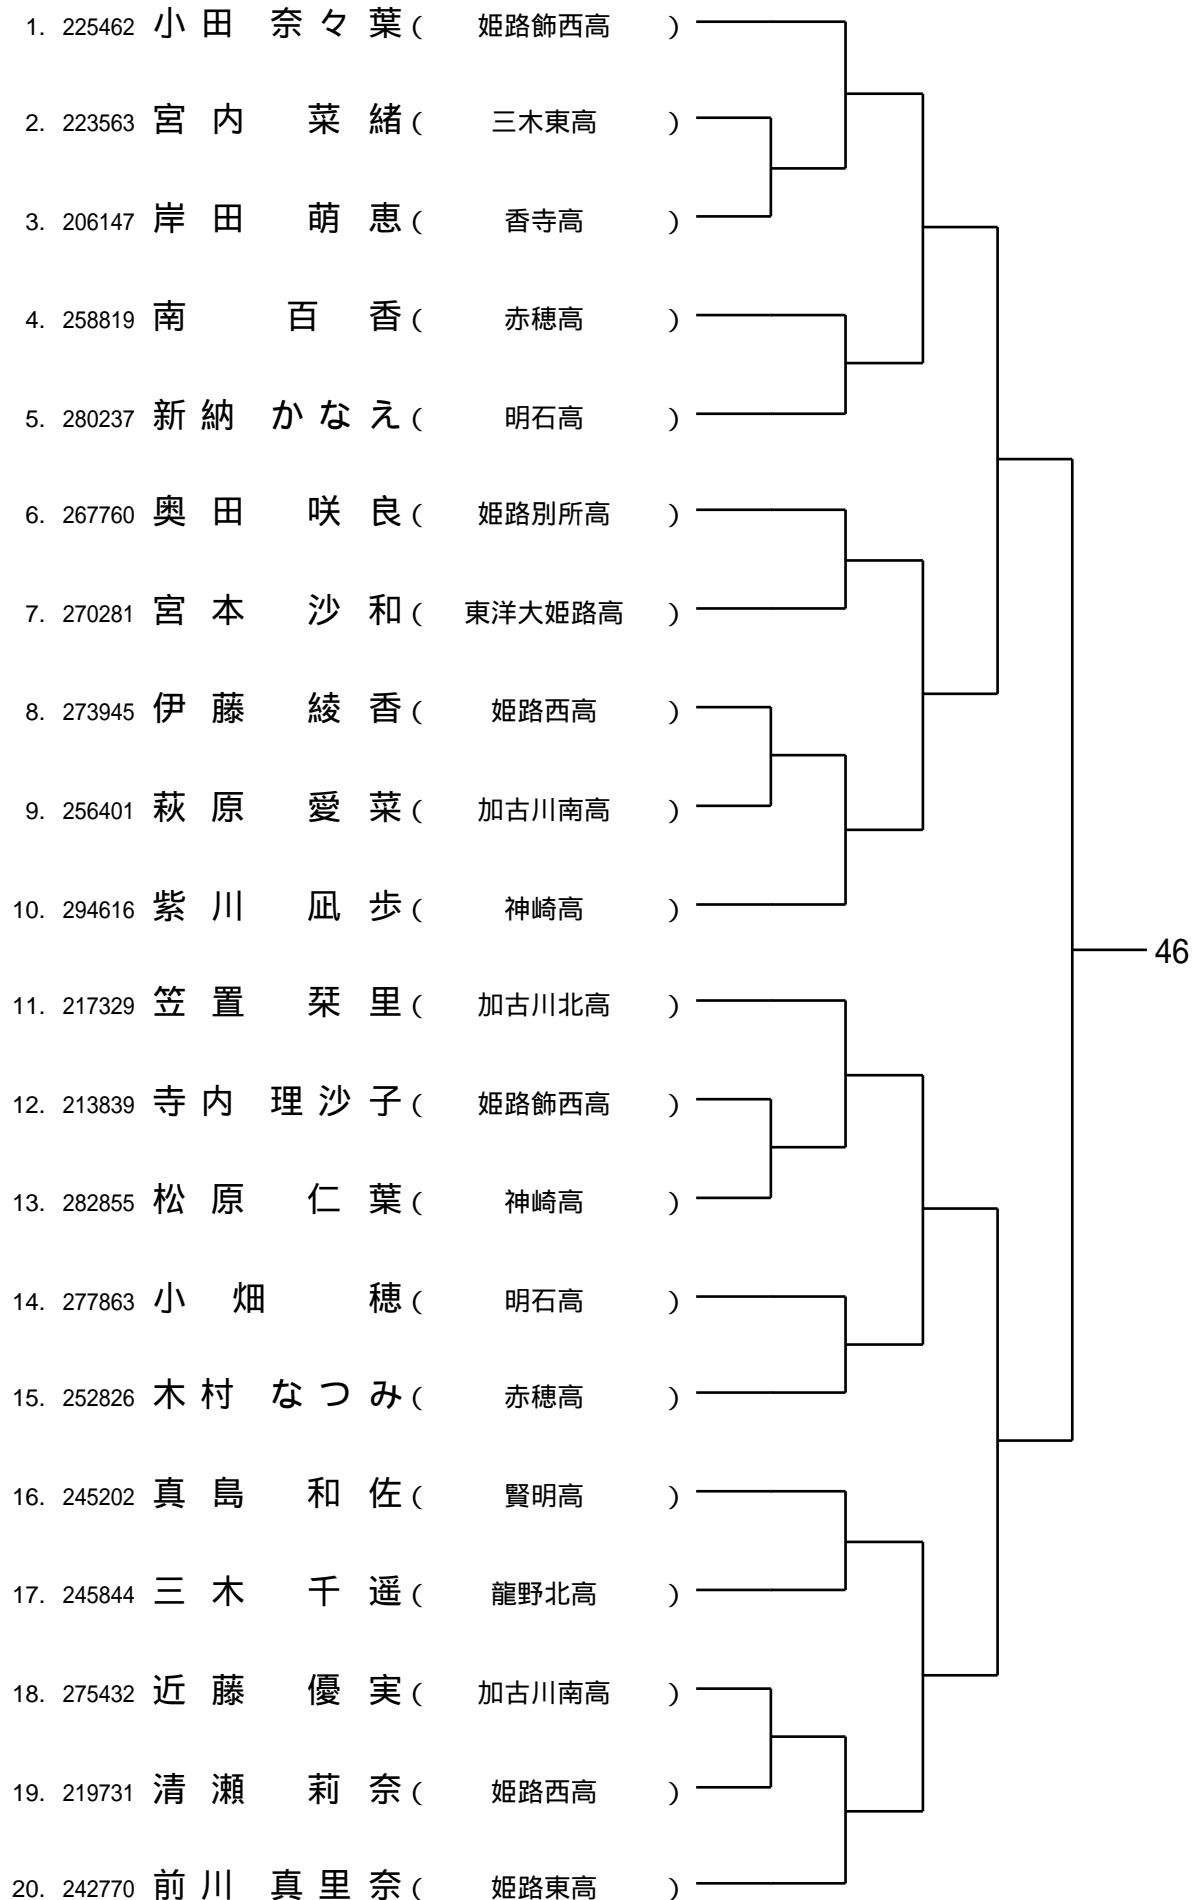 1. 225462 小田 奈々葉 ( 姫路飾西高 )
2. 223563 宮内 菜緒 ( 三木東高 )
3. 206147 岸田 萌恵 ( 香寺高 )
4. 258819 南 百香 ( 赤穂高 )
5. 280237 新納 かなえ ( 明石高 )
6. 267760 奥田 咲良 ( 姫路別所高 )
7. 270281 宮本 沙和 ( 東洋大姫路高 )
8. 273945 伊藤 綾香 ( 姫路西高 )
9. 256401 萩原 愛菜 ( 加古川南高 )
10. 294616 紫川 凪歩 ( 神崎高 )
46
11. 217329 笠置 栞里 ( 加古川北高 )
12. 213839 寺内 理沙子 ( 姫路飾西高 )
13. 282855 松原 仁葉 ( 神崎高 )
14. 277863 小畑 穂 ( 明石高 )
15. 252826 木村 なつみ ( 赤穂高 )
16. 245202 真島 和佐 ( 賢明高 )
17. 245844 三木 千遥 ( 龍野北高 )
18. 275432 近藤 優実 ( 加古川南高 )
19. 219731 清瀬 莉奈 ( 姫路西高 )
20. 242770 前川 真里奈 ( 姫路東高 )